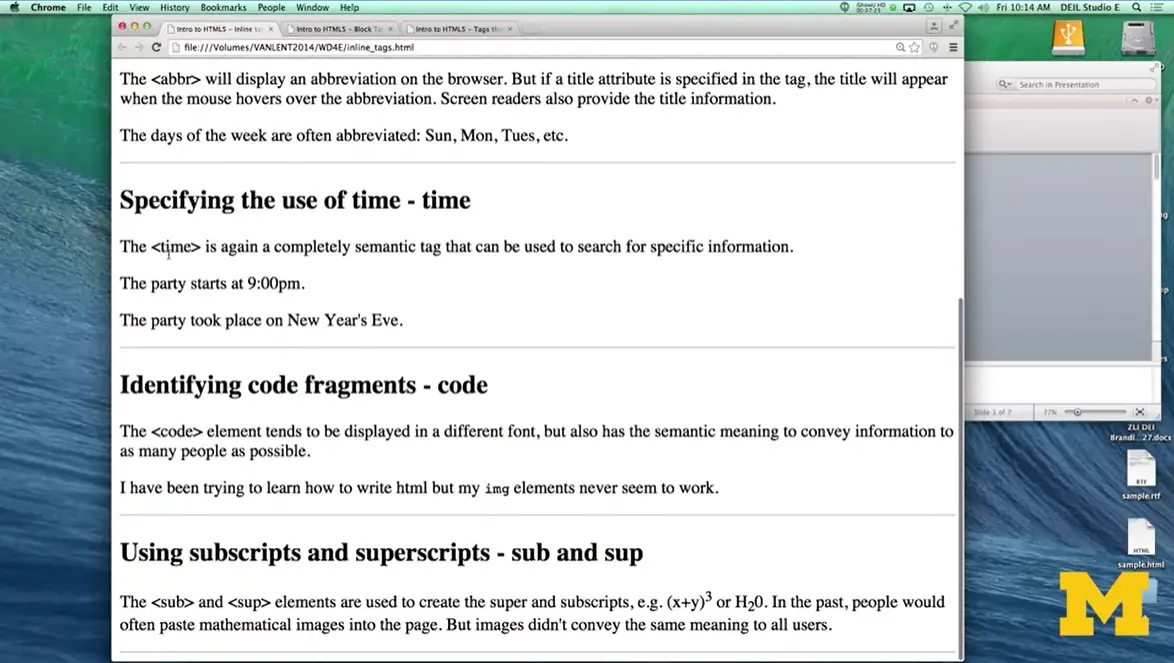 Chrome File Edit View History Bookmarks People Window Help
Fri 10:14 AM DEIL Studio E
Intro to HTML5 - Inline ta
Intro to HTML5 - Block Ta
Intro to HTML5 - Tags tha
file:///Volumes/VANLENT2014/WD4E/inline_tags.html
Search in Presentation
The <abbr> will display an abbreviation on the browser. But if a title attribute is specified in the tag, the title will appear
when the mouse hovers over the abbreviation. Screen readers also provide the title information.
The days of the week are often abbreviated: Sun, Mon, Tues, etc.
Specifying the use of time - time
The <time> is again a completely semantic tag that can be used to search for specific information.
The party starts at 9:00pm.
The party took place on New Year's Eve.
Identifying code fragments - code
The <code> element tends to be displayed in a different font, but also has the semantic meaning to convey information to
as many people as possible.
I have been trying to learn how to write html but my img elements never seem to work.
Using subscripts and superscripts - sub and sup
The <sub> and <sup> elements are used to create the super and subscripts, e.g. (x+y)3 or H20. In the past, people would
often paste mathematical images into the page. But images didn't convey the same meaning to all users.
Slide 1 of 7 77%
ZLI DEI
Brandi...27.docx
RTF
sample.rtf
HTML
sample.html
M